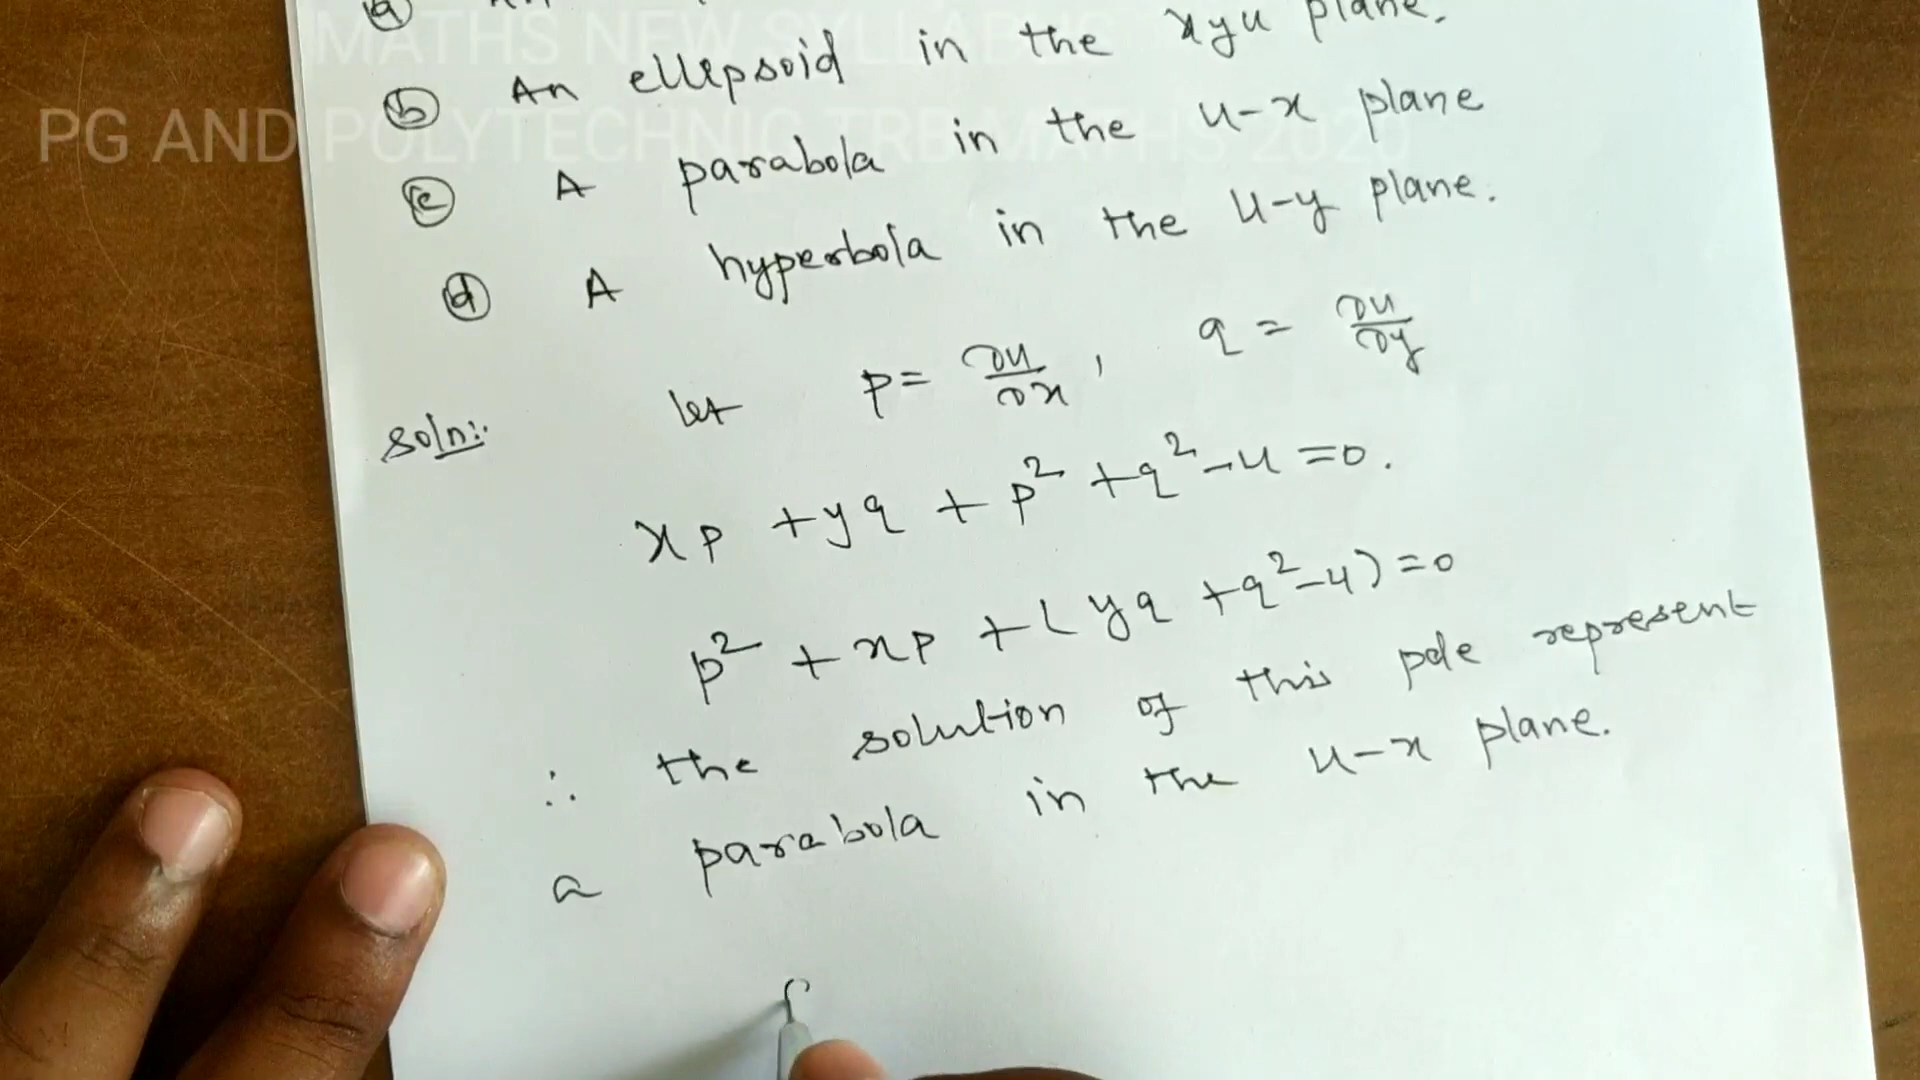 (a)
MATHS NEW SYLLABUS
(b) An ellipsoid in the xyu plane.
PG AND POLYTECHNIC TRB MATHS 2020
(c) A parabola in the u-x plane
(d) A hyperbola in the u-y plane.
Soln:- let p = ∂u/∂x , q = ∂u/∂y
xp + yq + p² + q² - u = 0.
p² + xp + (yq + q² - u) = 0
∴ the solution of this pde represent
a parabola in the u-x plane.